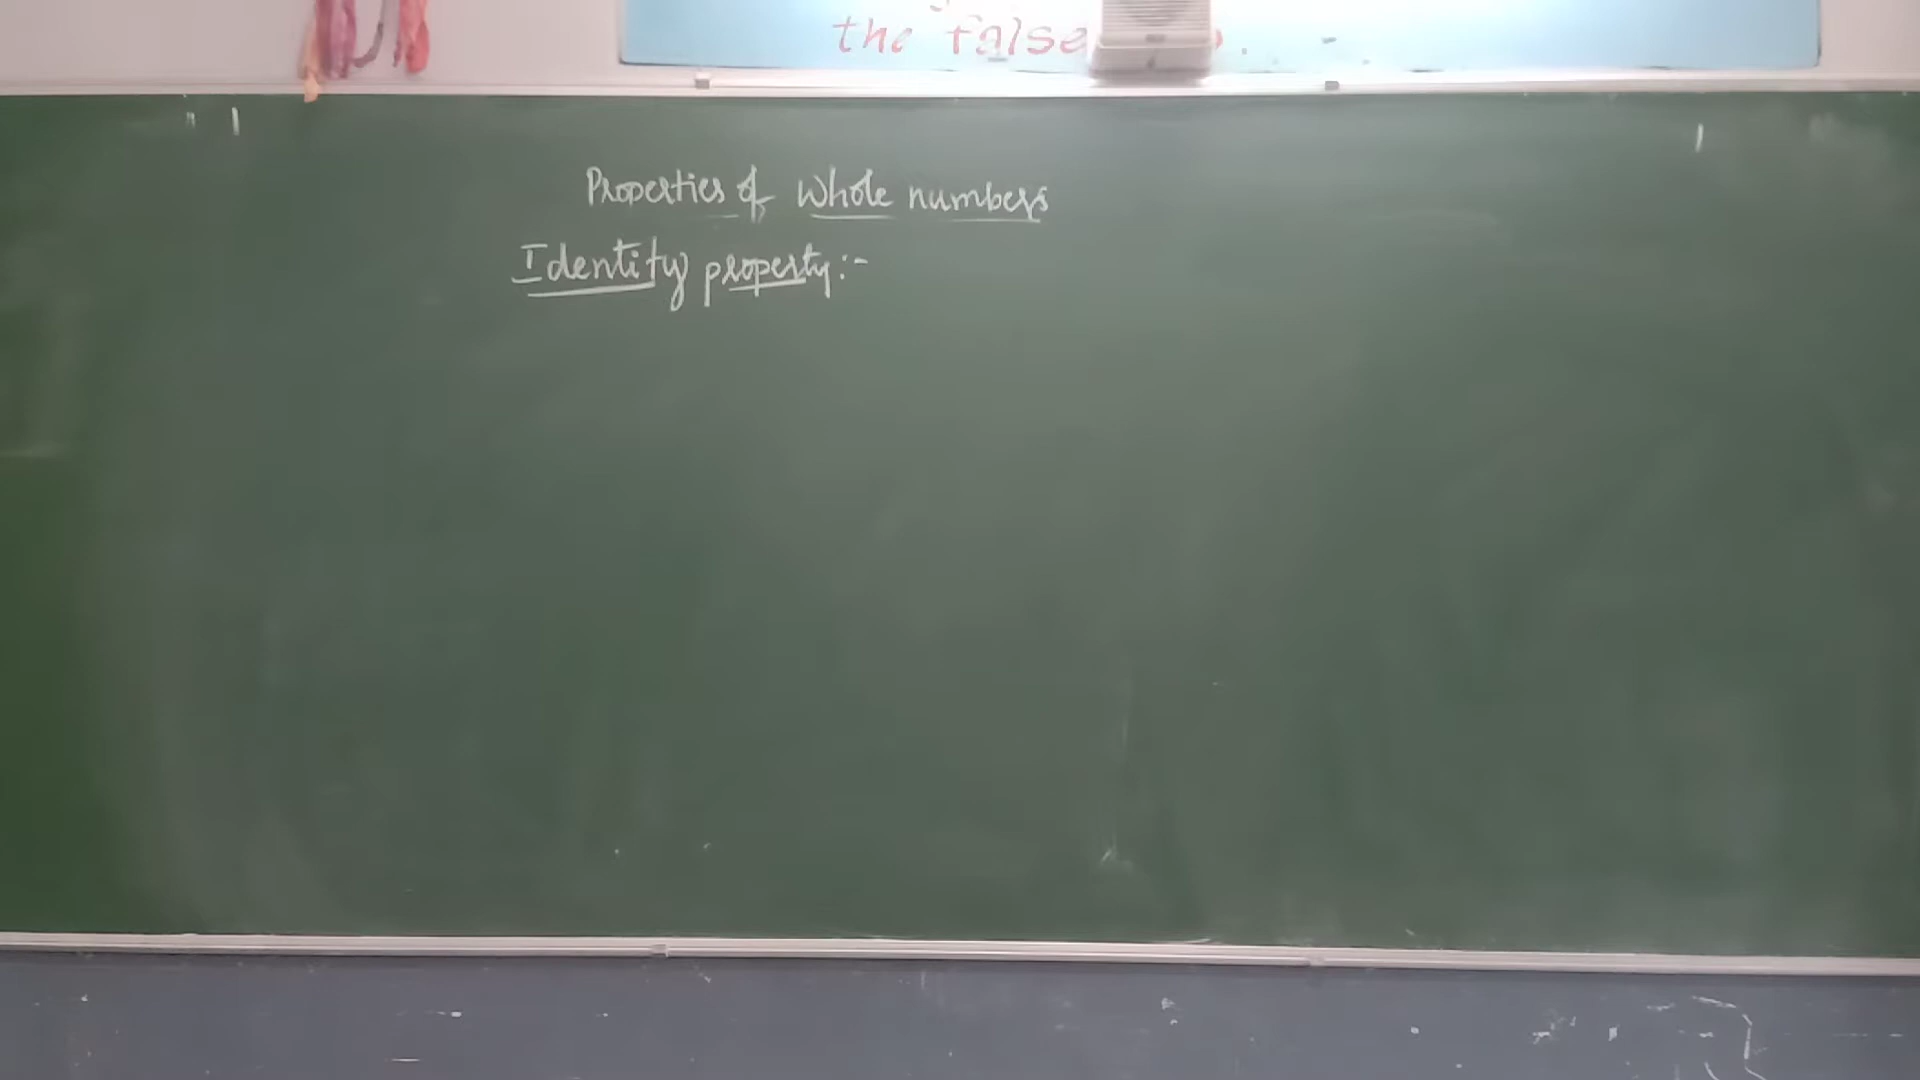 the false
Properties of Whole numbers
Identity property:-